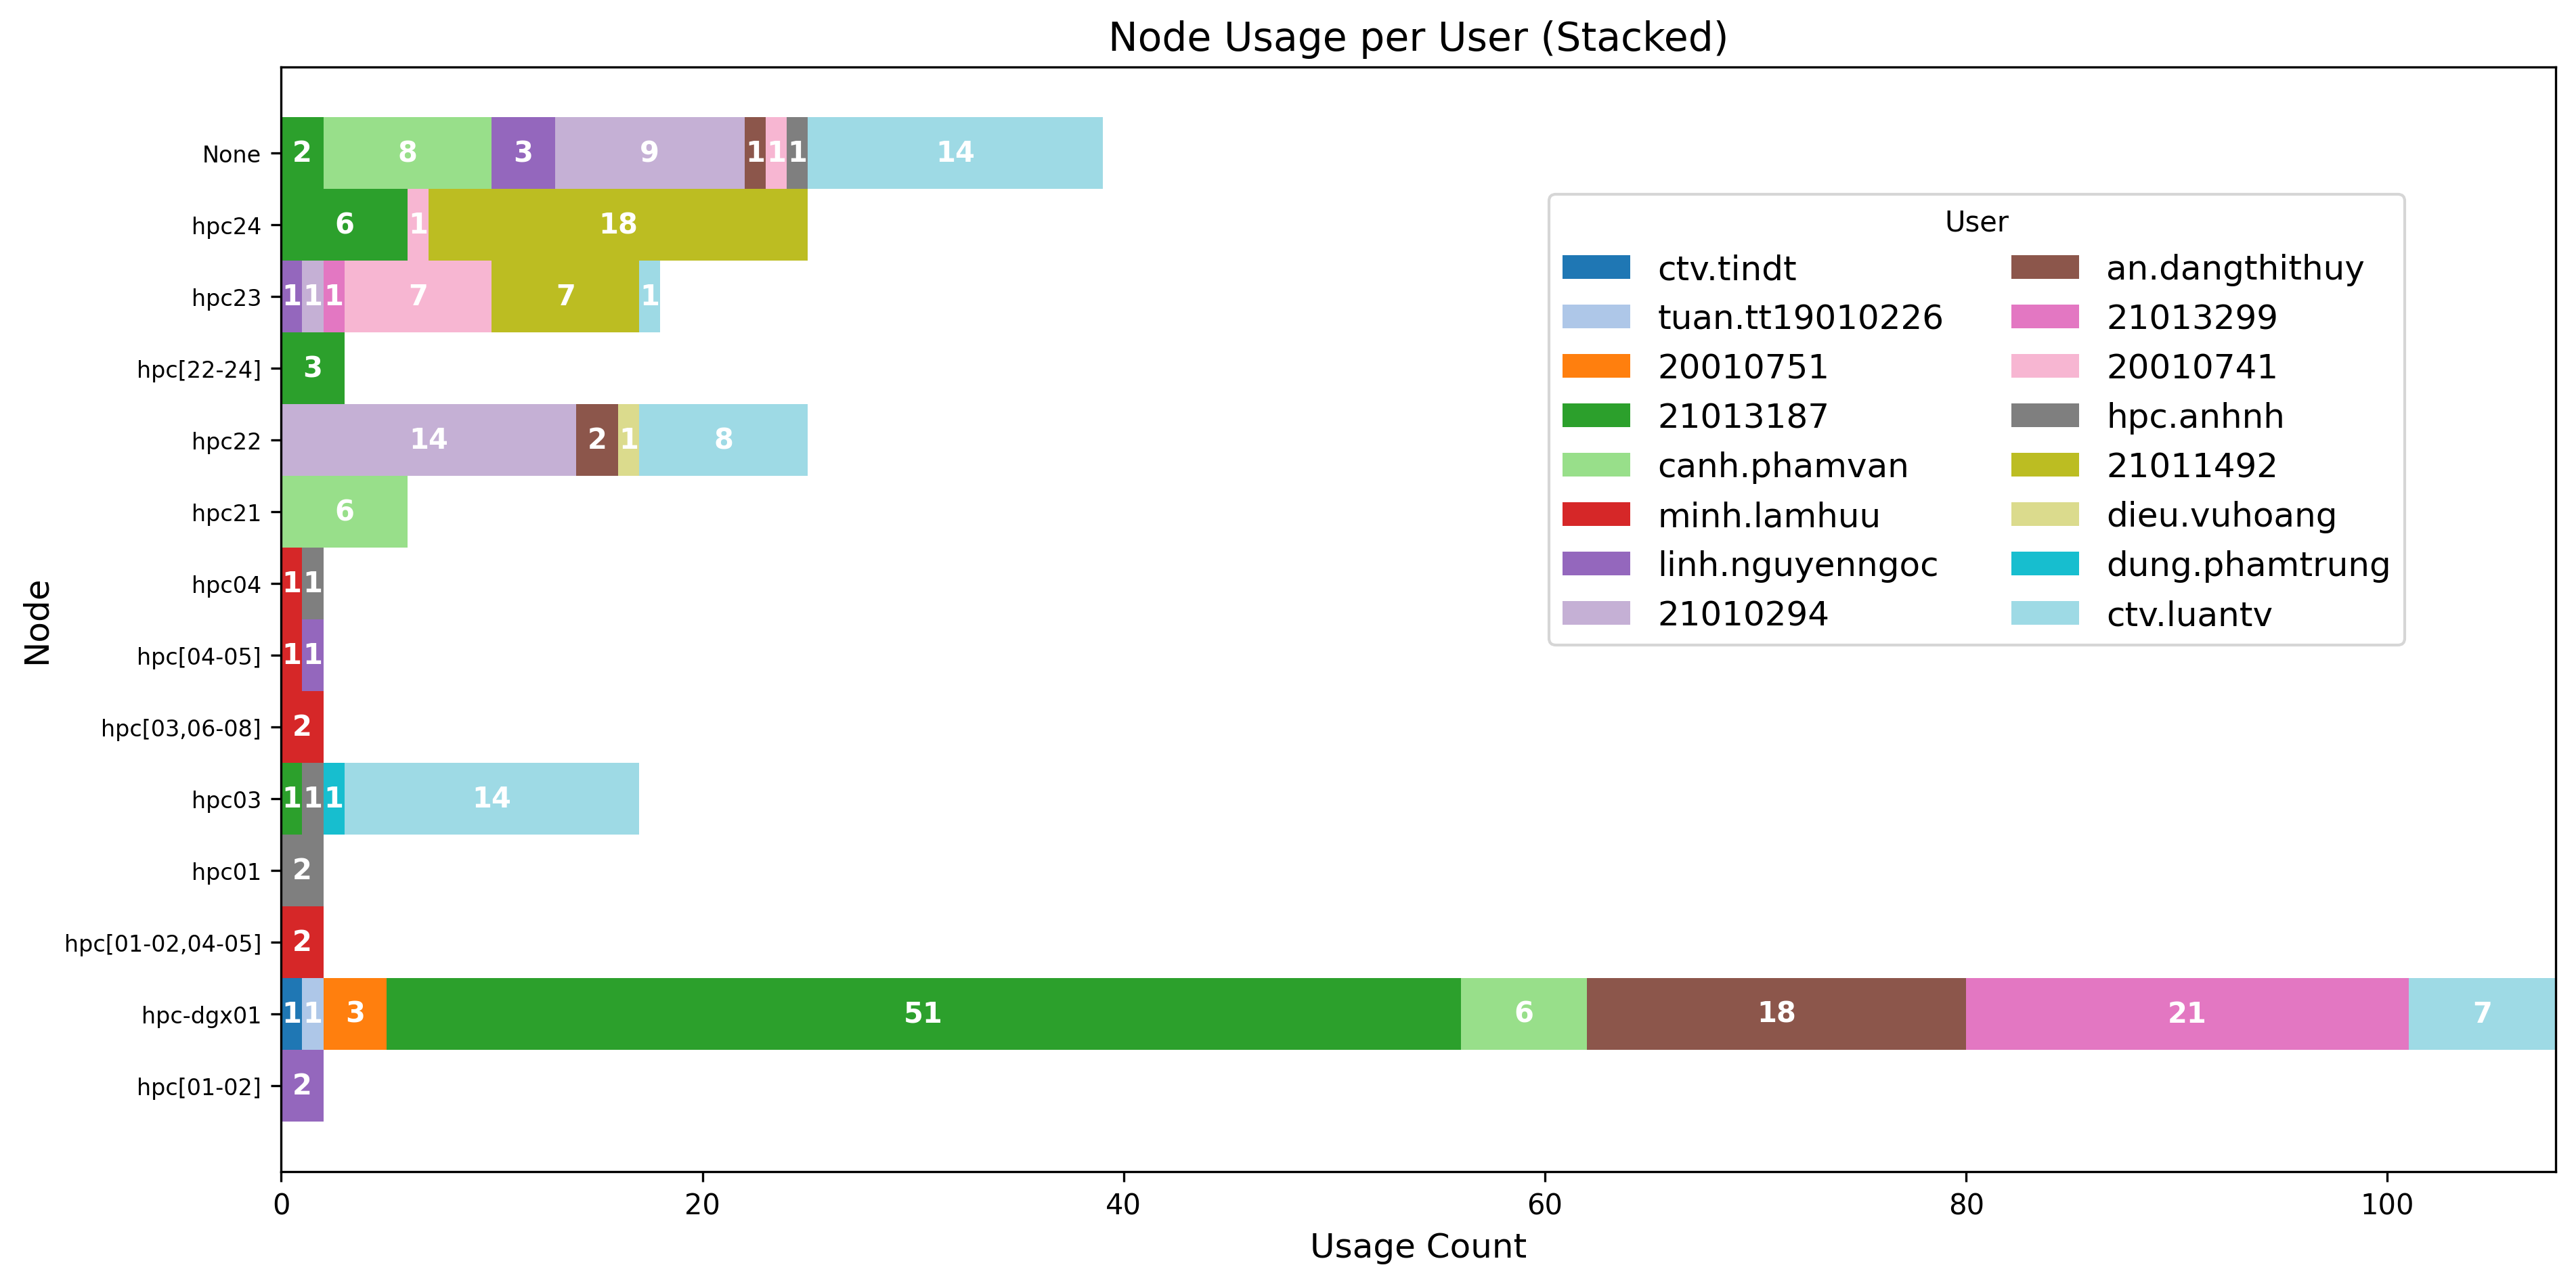 Node Usage per User (Stacked)
None
2 8 3 9 1 1 1 14
hpc24
6 1 18
hpc23
1 1 1 7 7 1
hpc[22-24]
3
hpc22
14 2 1 8
hpc21
6
hpc04
1 1
hpc[04-05]
1 1
hpc[03,06-08]
2
hpc03
1 1 1 14
hpc01
2
hpc[01-02,04-05]
2
hpc-dgx01
1 1 3 51 6 18 21 7
hpc[01-02]
2
Node
0 20 40 60 80 100
Usage Count
User
ctv.tindt
tuan.tt19010226
20010751
21013187
canh.phamvan
minh.lamhuu
linh.nguyenngoc
21010294
an.dangthithuy
21013299
20010741
hpc.anhnh
21011492
dieu.vuhoang
dung.phamtrung
ctv.luantv